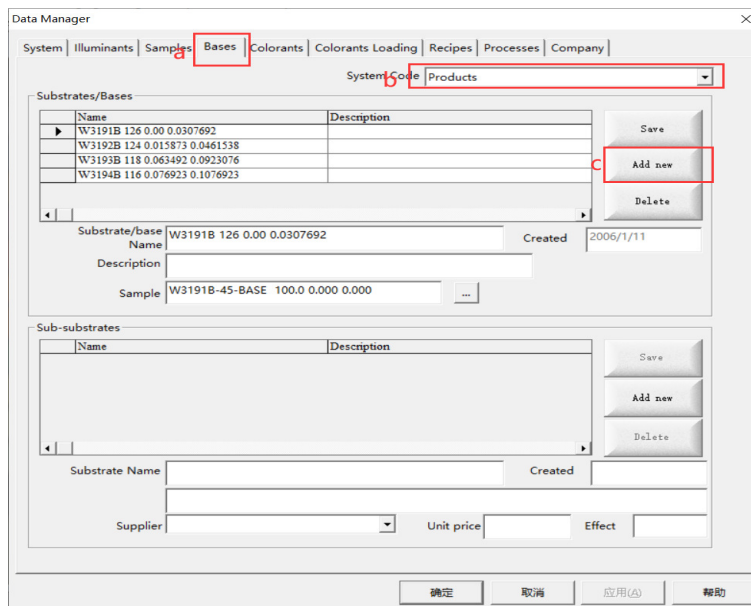 Data Manager
System Illuminants Samples Bases Colorants Colorants Loading Recipes Processes Company
a
System Code Products
b
Substrates/Bases
Name Description
W3191B 126 0.00 0.0307692
W3192B 124 0.015873 0.0461538
W3193B 118 0.063492 0.0923076
W3194B 116 0.076923 0.1076923
Save
c Add new
Delete
Substrate/base Name W3191B 126 0.00 0.0307692 Created 2006/1/11
Description
Sample W3191B-45-BASE 100.0 0.000 0.000 ...
Sub-substrates
Name Description
Save
Add new
Delete
Substrate Name Created
Supplier Unit price Effect
确定 取消 应用(A) 帮助